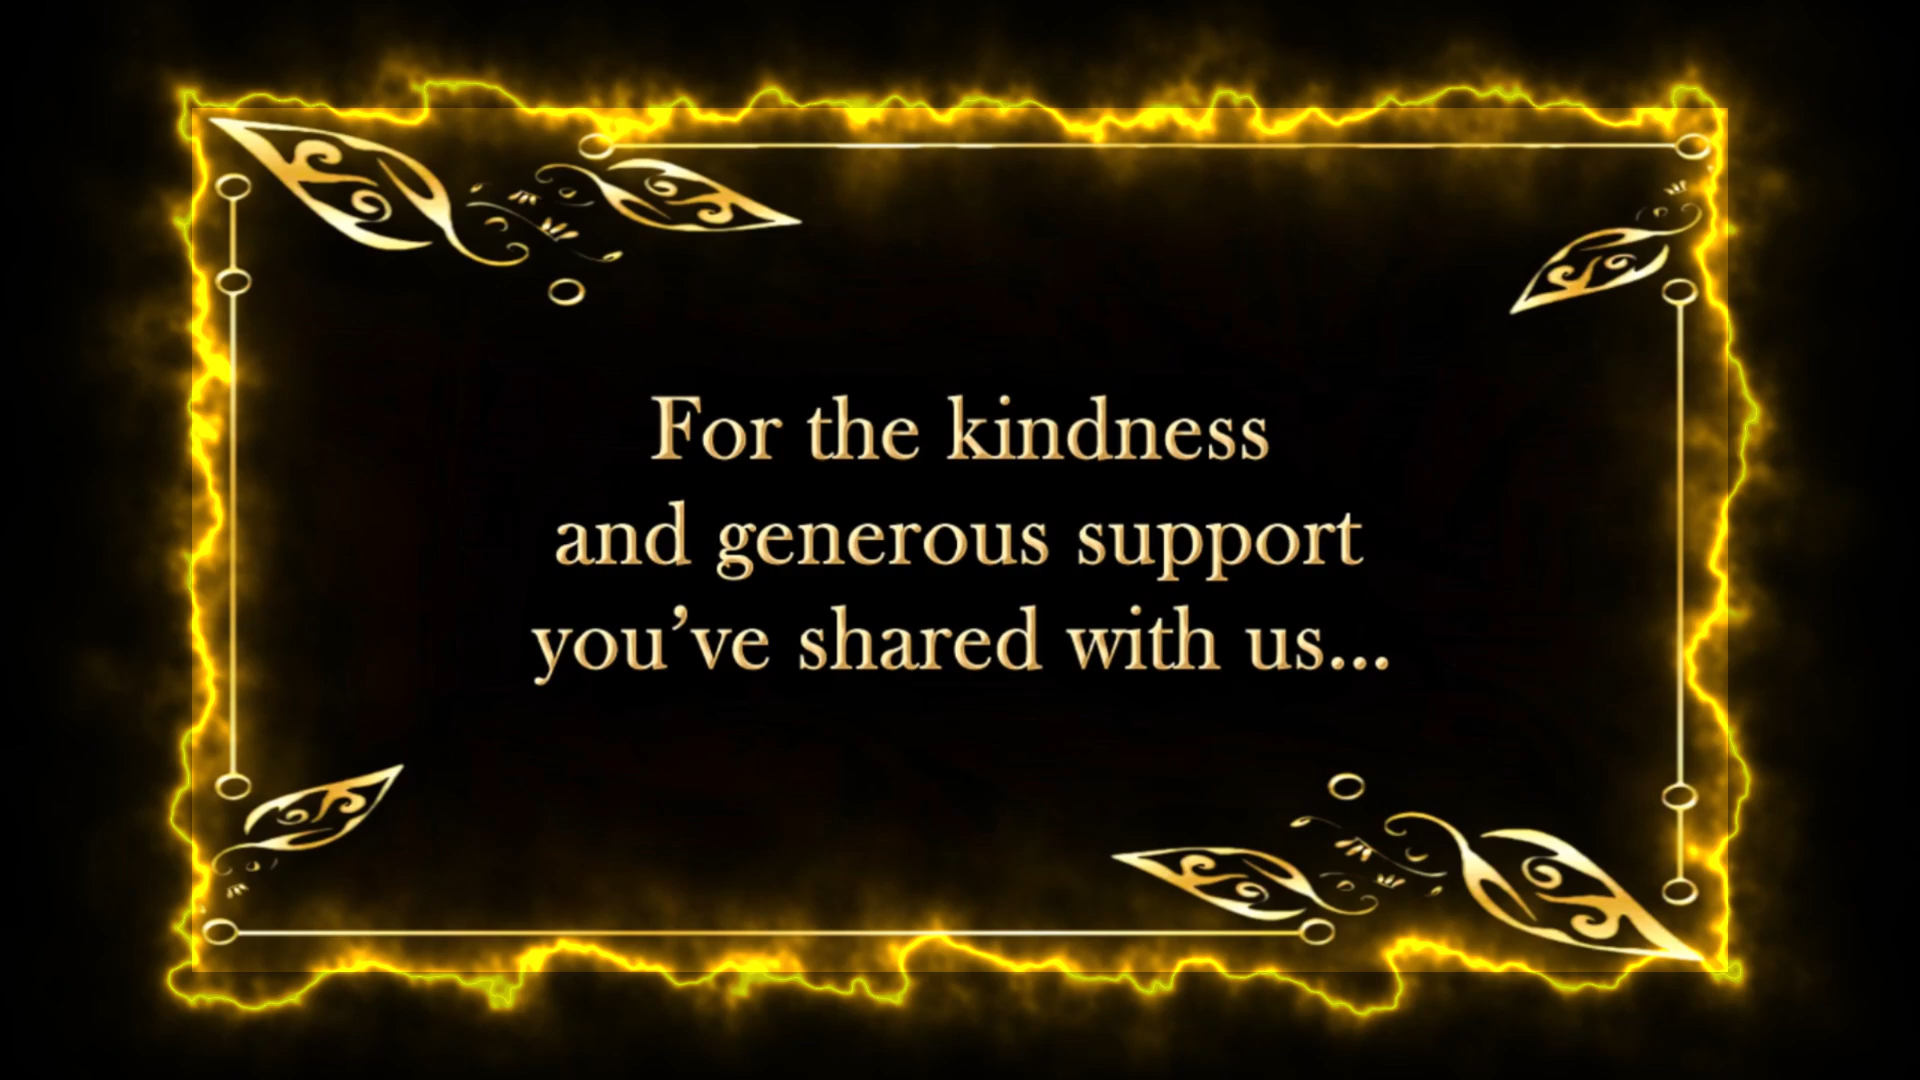 For the kindness
and generous support
you’ve shared with us...